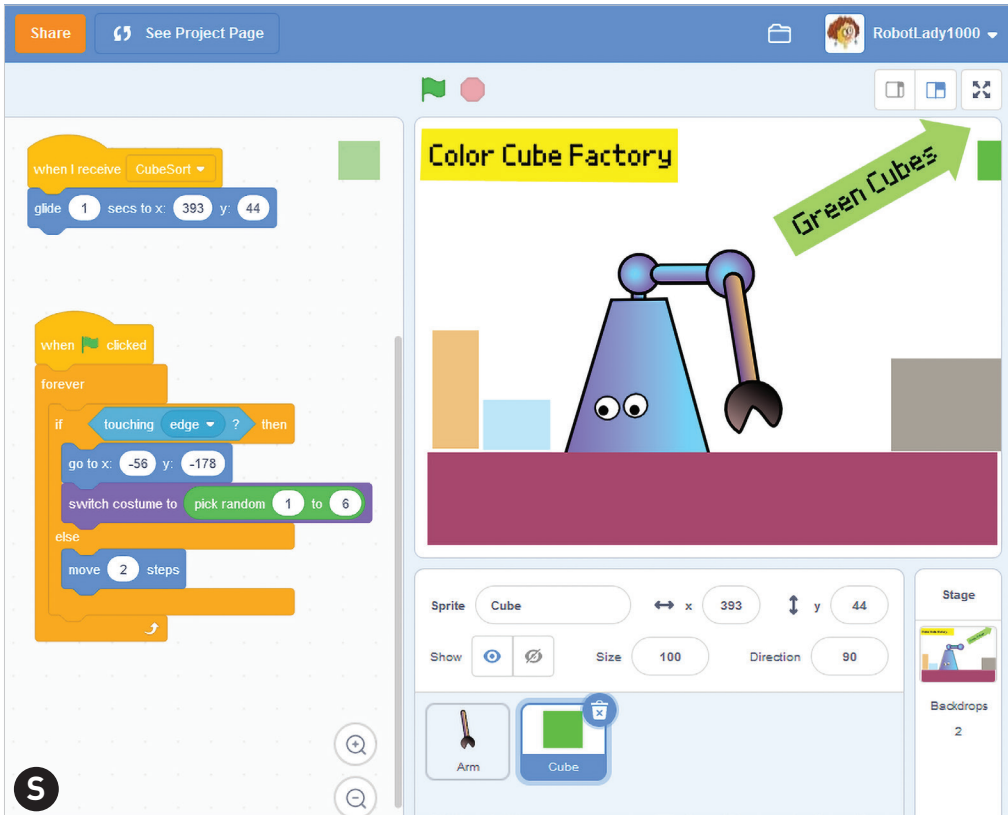 Share See Project Page RobotLady1000
when I receive CubeSort
glide 1 secs to x: 393 y: 44
when clicked
forever
if touching edge ? then
go to x: -56 y: -178
switch costume to pick random 1 to 6
else
move 2 steps
S
Color Cube Factory
Green Cubes
Sprite Cube x 393 y 44
Show Size 100 Direction 90
Arm
Cube
Stage
Backdrops
2